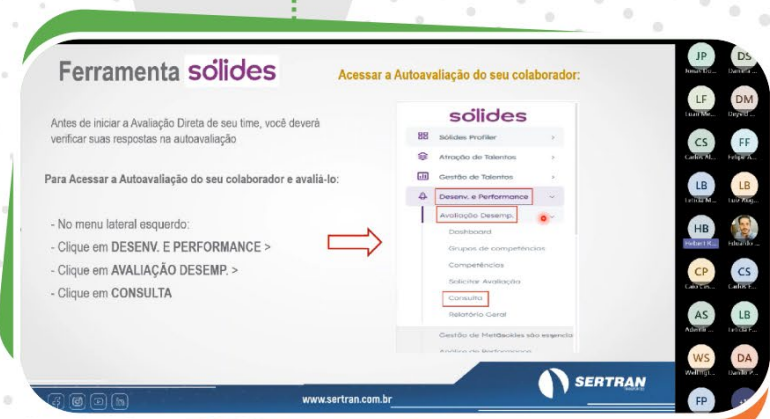 Ferramenta sólides
Acessar a Autoavaliação do seu colaborador:
Antes de iniciar a Avaliação Direta de seu time, você deverá
verificar suas respostas na autoavaliação
Para Acessar a Autoavaliação do seu colaborador e avaliá-lo:
- No menu lateral esquerdo:
- Clique em DESENV. E PERFORMANCE >
- Clique em AVALIAÇÃO DESEMP. >
- Clique em CONSULTA
sólides
Sólides Profiler
Atração de Talentos
Gestão de Talentos
Desenv. e Performance
Avaliação Desemp.
Dashboard
Grupos de competências
Competências
Solicitar Avaliação
Consulta
Relatório Geral
www.sertran.com.br
SERTRAN
JP DS
LF DM
CS FF
LB LB
HB
CP CS
AS LB
WS DA
FP